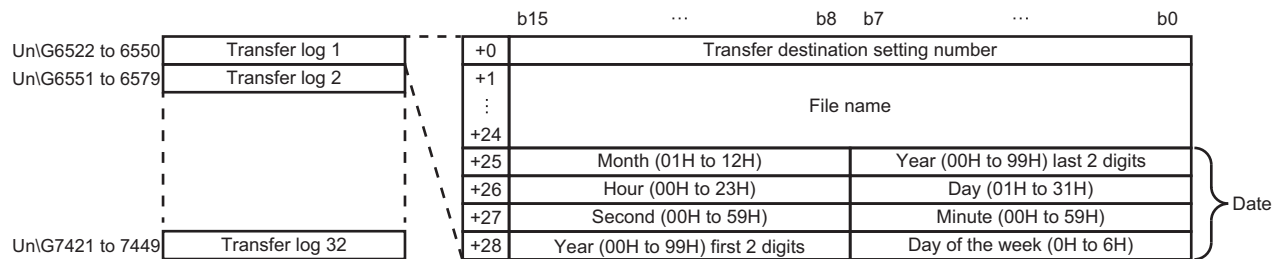 b15 ... b8 b7 ... b0
Un\G6522 to 6550 Transfer log 1 +0 Transfer destination setting number
Un\G6551 to 6579 Transfer log 2 +1
⋮ File name
+24
+25 Month (01H to 12H) Year (00H to 99H) last 2 digits
+26 Hour (00H to 23H) Day (01H to 31H)
Date
+27 Second (00H to 59H) Minute (00H to 59H)
Un\G7421 to 7449 Transfer log 32 +28 Year (00H to 99H) first 2 digits Day of the week (0H to 6H)